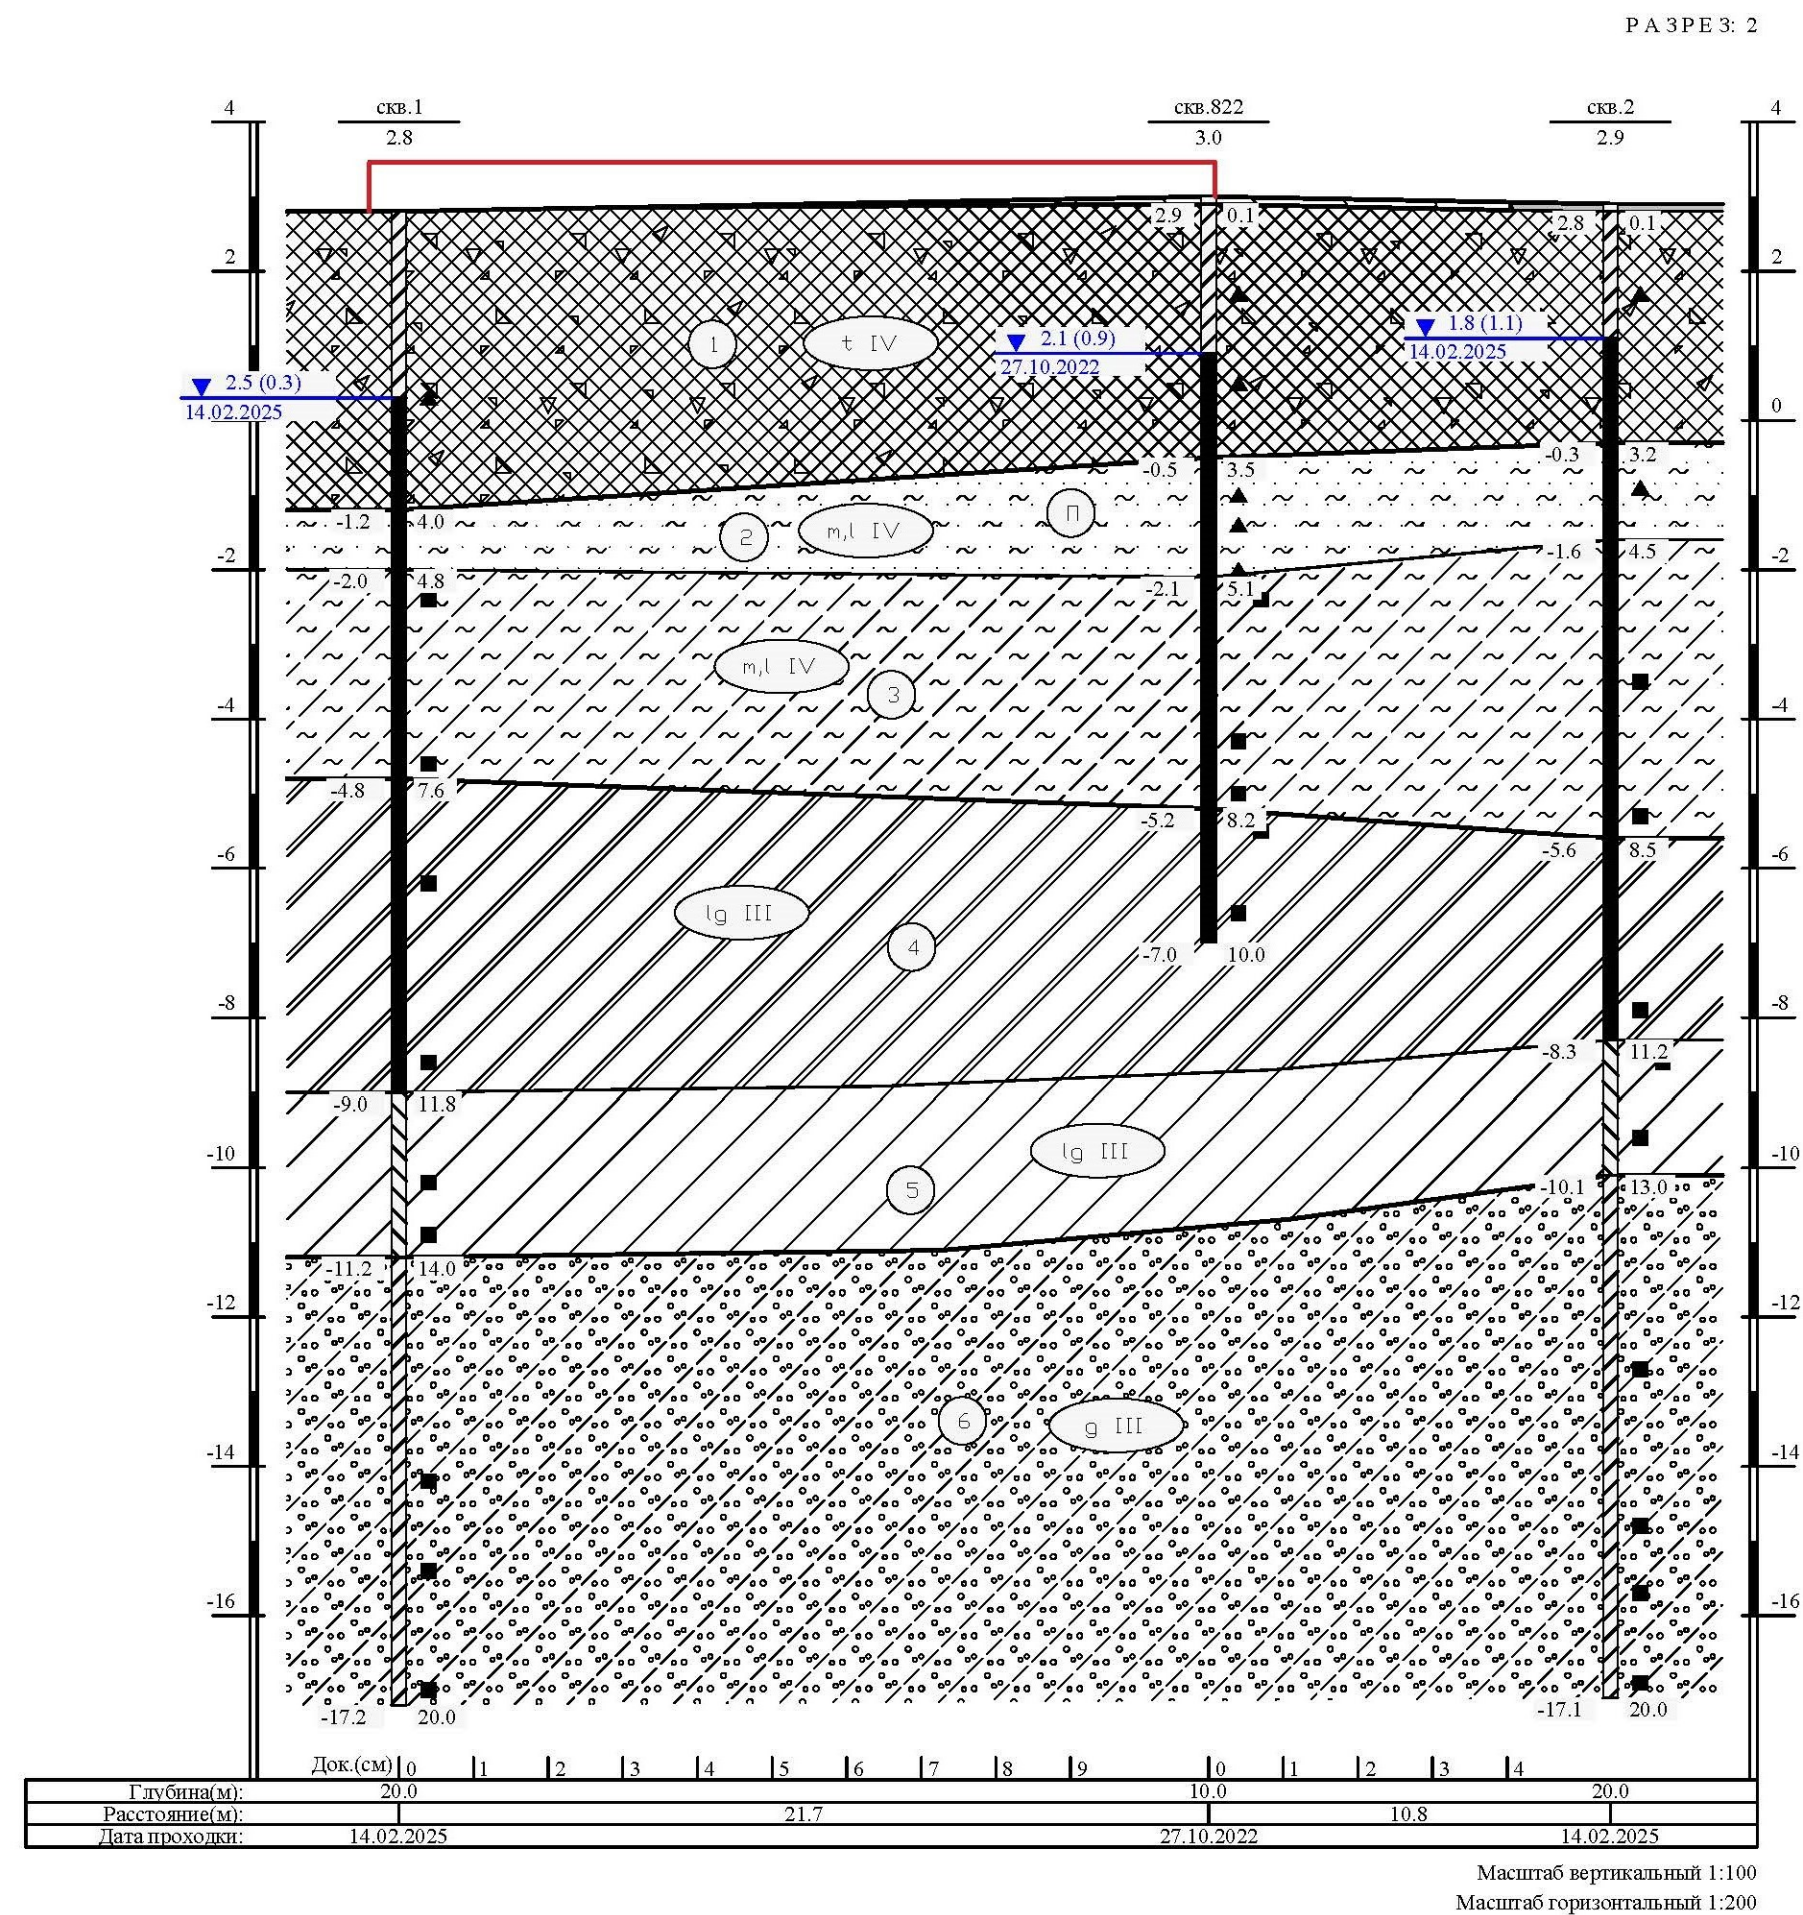 РАЗРЕЗ: 2
4 скв.1 скв.822 скв.2 4
2.8 3.0 2.9
2.9 0.1 2.8 0.1
2 2
1 t IV 2.1 (0.9) 1.8 (1.1)
27.10.2022 14.02.2025
2.5 (0.3)
14.02.2025 0
-0.5 3.5 -0.3 3.2
-1.2 4.0
2 m,l IV П
-2 -2.0 4.8 -2.1 5.1 -1.6 4.5 -2
m,l IV
3
-4 -4
-4.8 7.6 -5.2 8.2
-6 -5.6 8.5 -6
lg III
4
-7.0 10.0
-8 -8
-9.0 11.8 -8.3 11.2
-10 lg III -10
5 -10.1 13.0
-11.2 14.0
-12 -12
6 g III
-14 -14
-16 -16
-17.2 20.0 -17.1 20.0
Док.(см) 0 1 2 3 4 5 6 7 8 9 0 1 2 3 4
Глубина(м): 20.0 10.0 20.0
Расстояние(м): 21.7 10.8
Дата проходки: 14.02.2025 27.10.2022 14.02.2025
Масштаб вертикальный 1:100
Масштаб горизонтальный 1:200